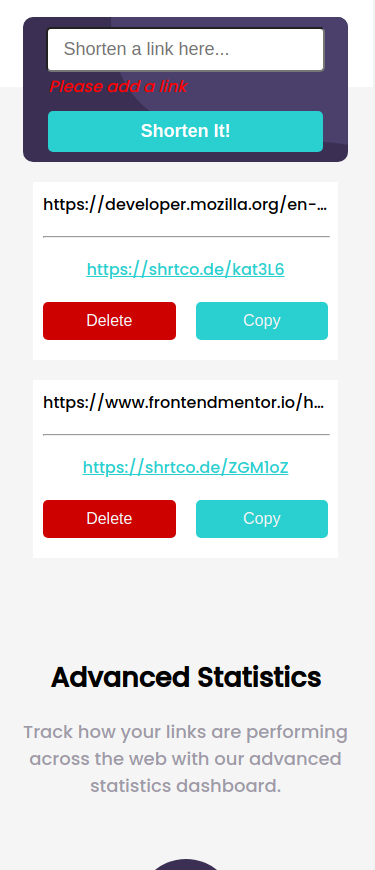 Shorten a link here...
Please add a link
Shorten It!
https://developer.mozilla.org/en-...
https://shrtco.de/kat3L6
Delete
Copy
https://www.frontendmentor.io/h...
https://shrtco.de/ZGM1oZ
Delete
Copy
Advanced Statistics
Track how your links are performing
across the web with our advanced
statistics dashboard.